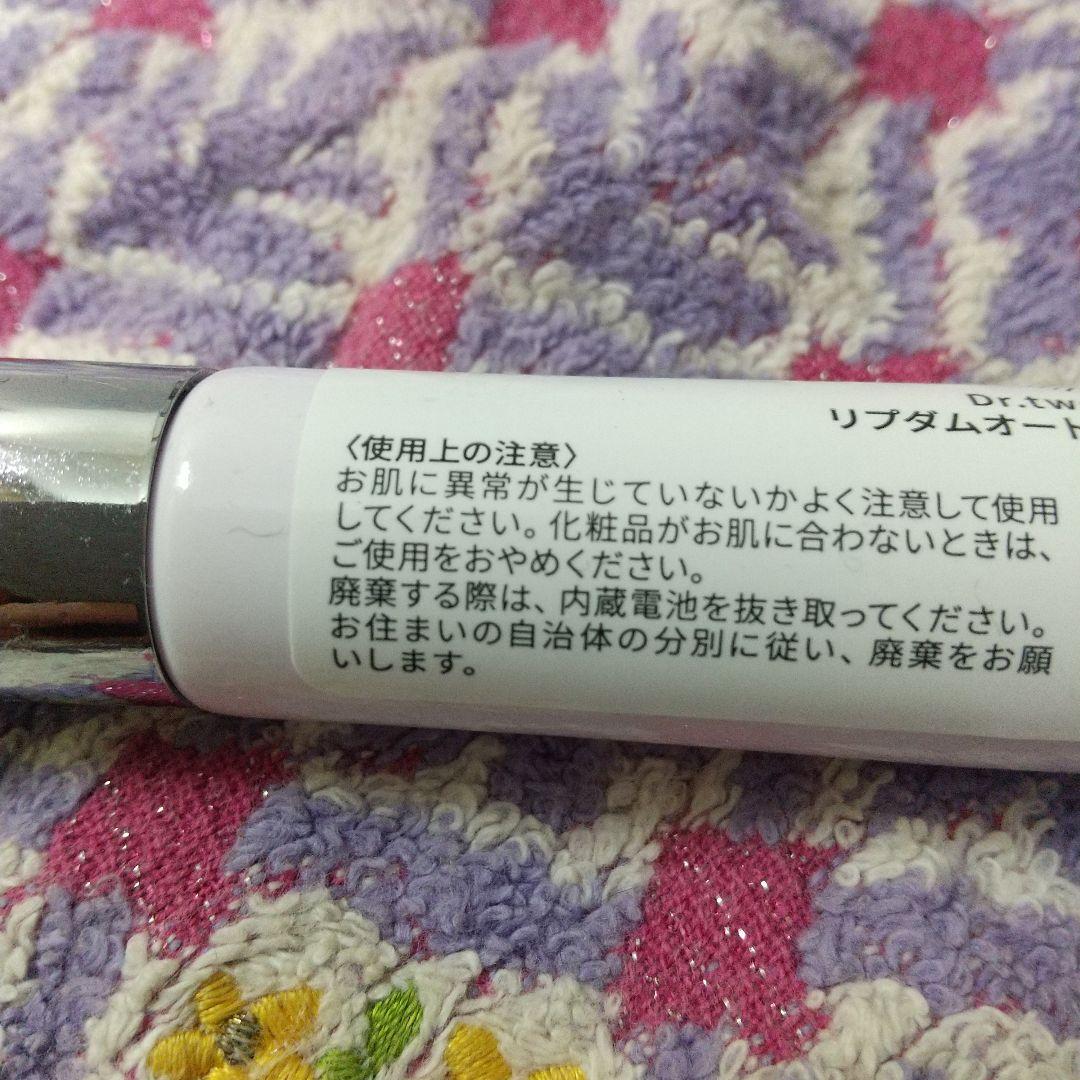 Dr.tw
リプダムオート
〈使用上の注意〉
お肌に異常が生じていないかよく注意して使用
してください。化粧品がお肌に合わないときは、
ご使用をおやめください。
廃棄する際は、内蔵電池を抜き取ってください。
お住まいの自治体の分別に従い、廃棄をお願
いします。